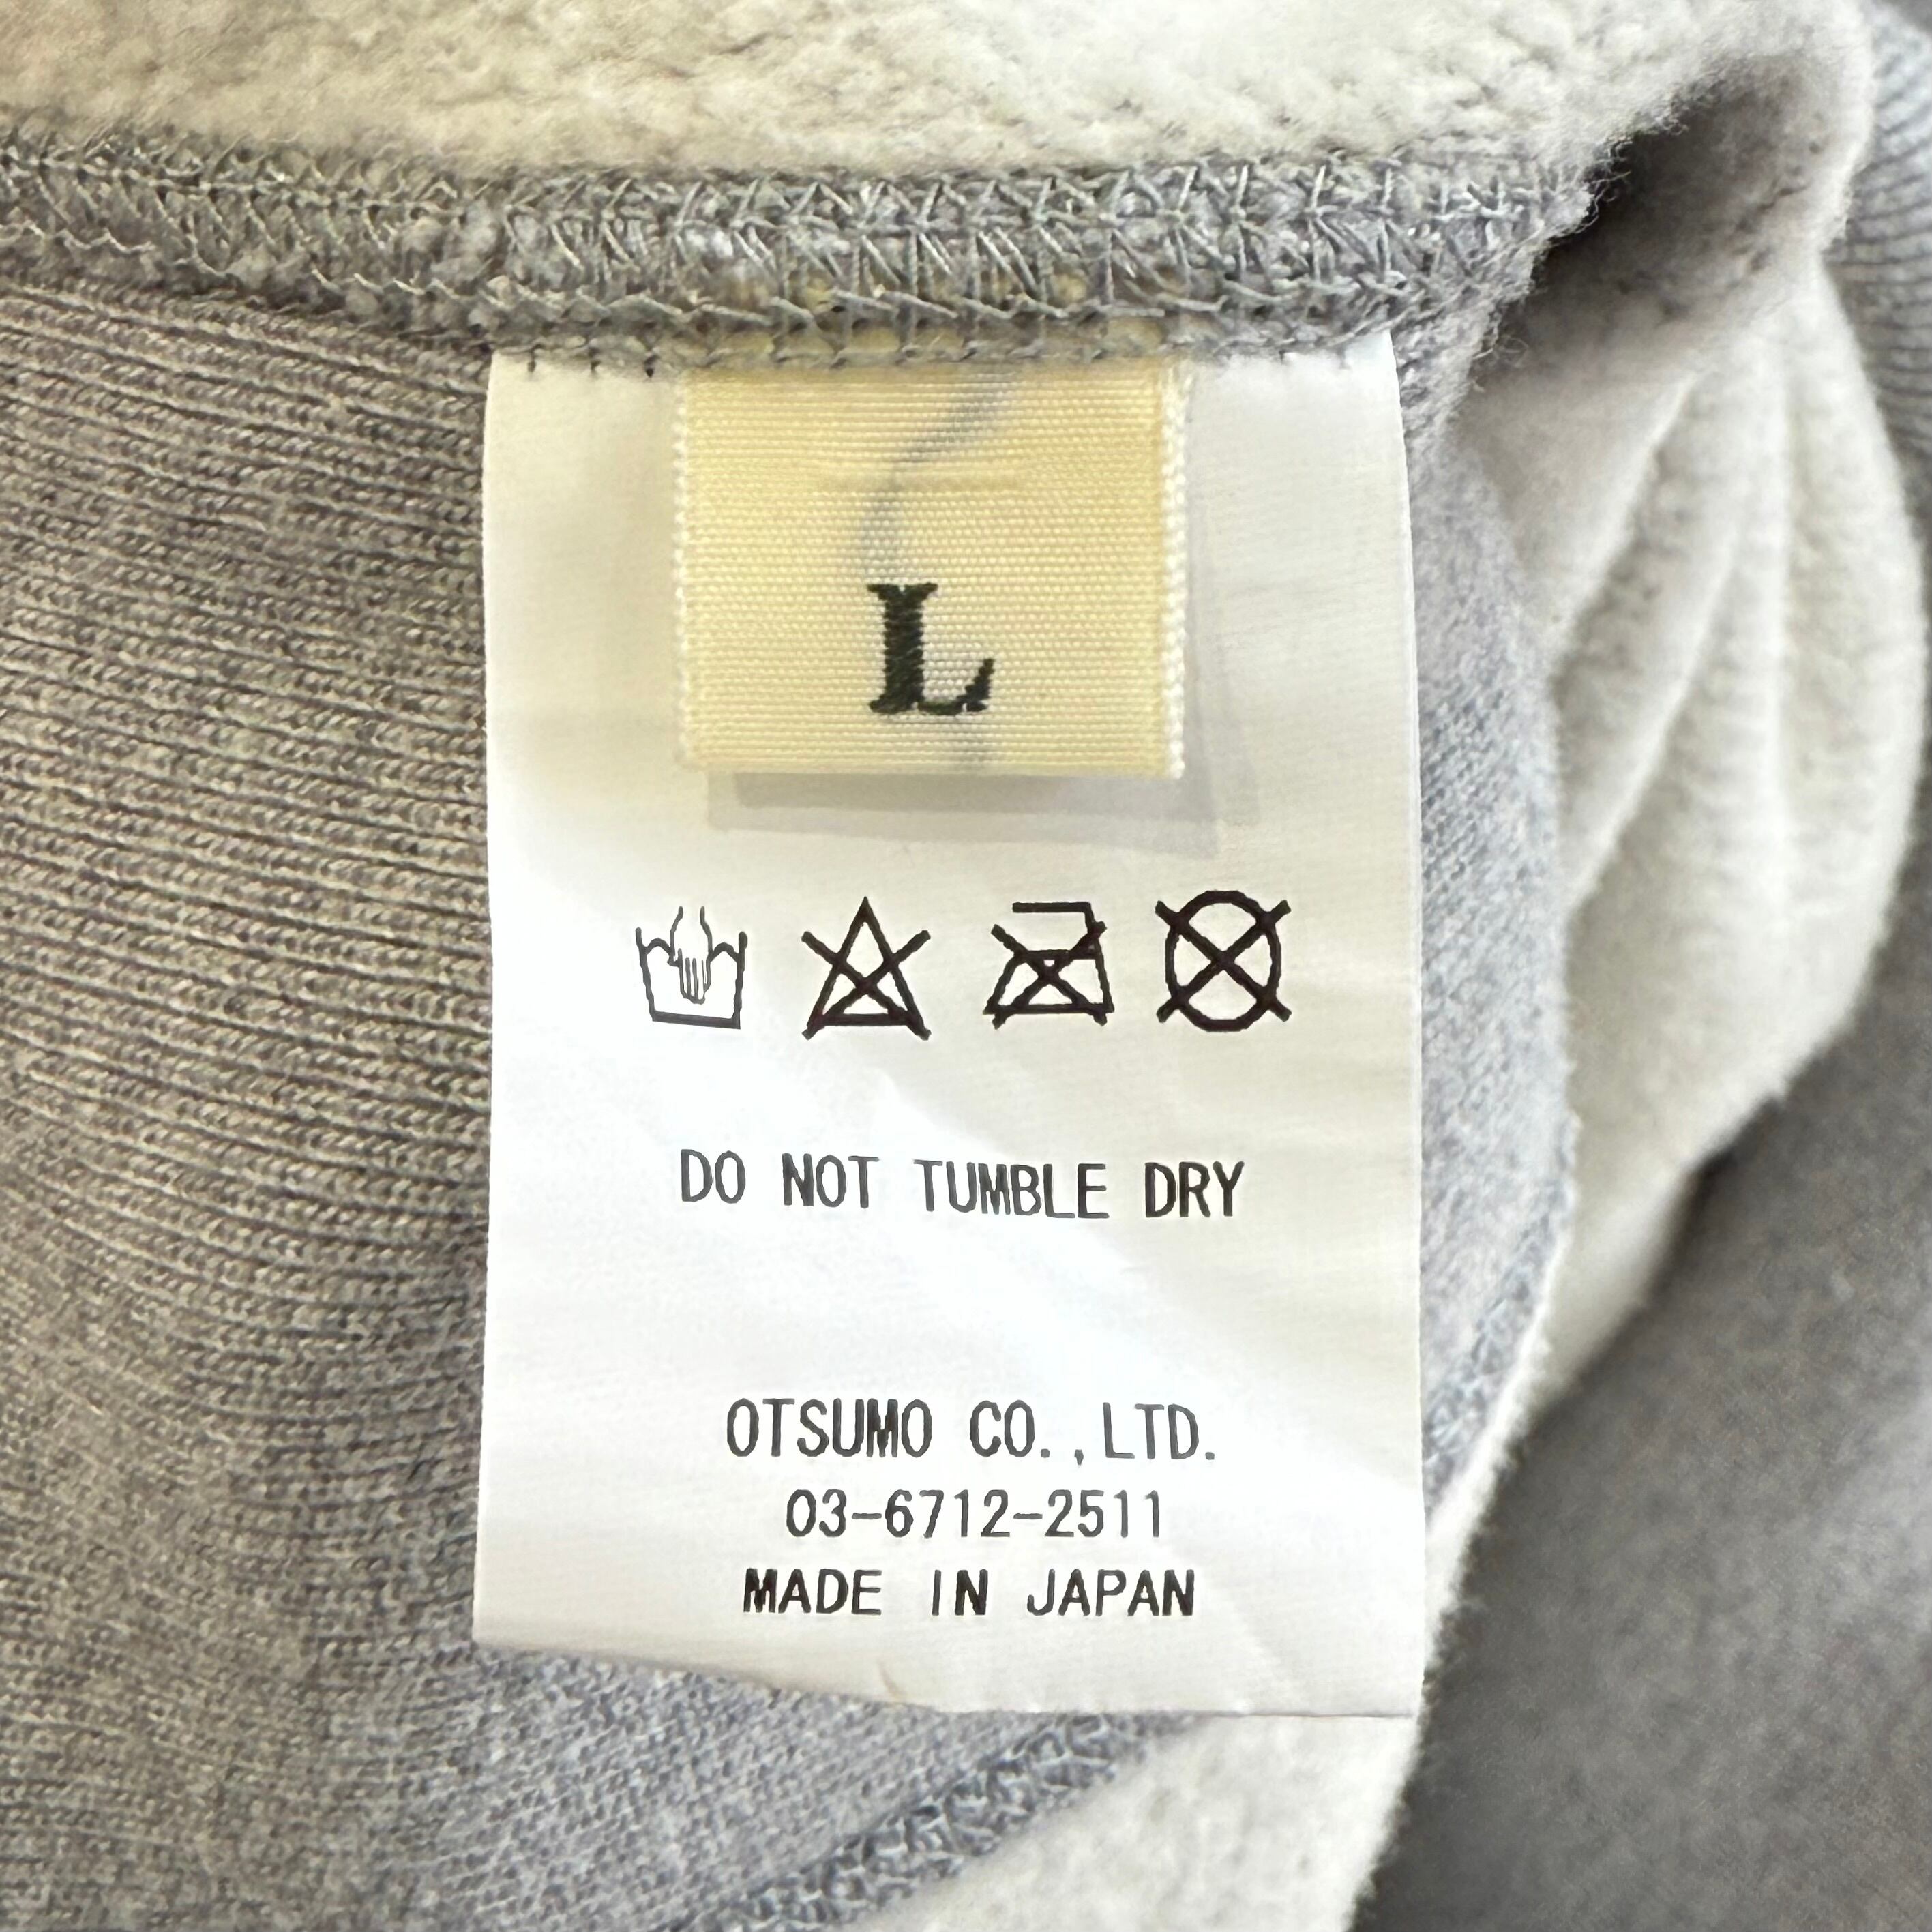 L
DO NOT TUMBLE DRY
OTSUMO CO.,LTD.
03-6712-2511
MADE IN JAPAN